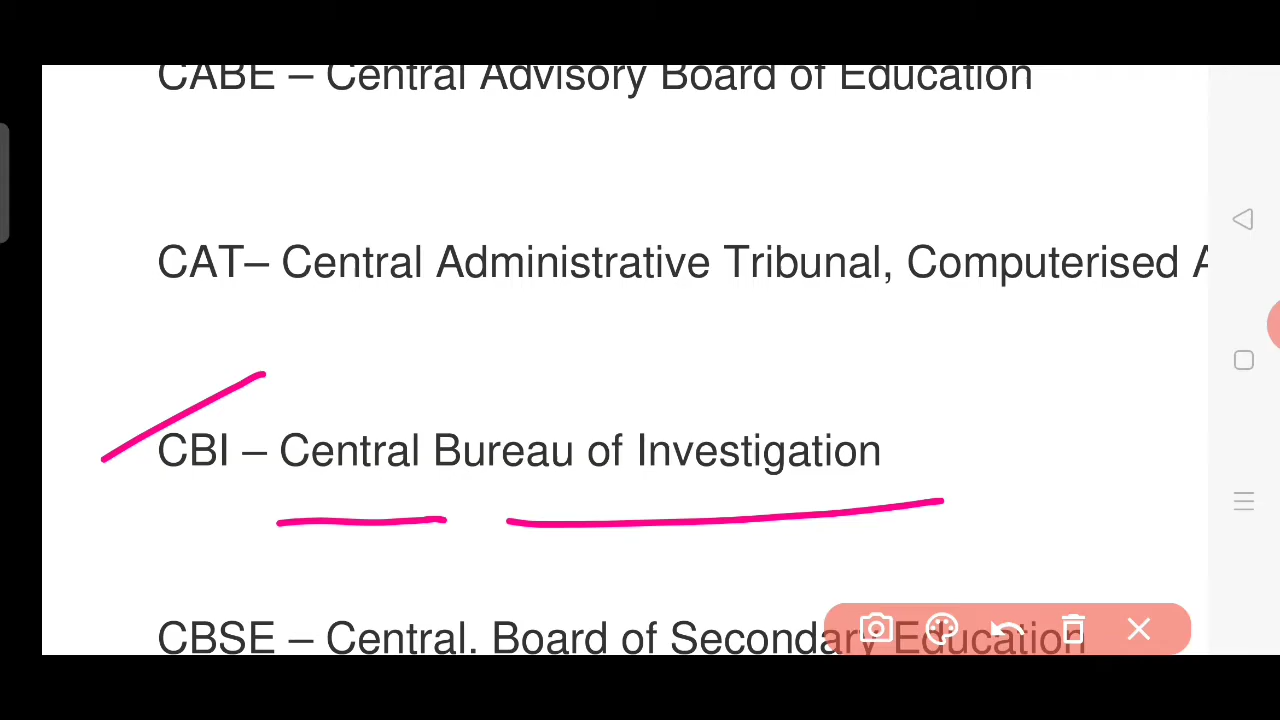 CABE – Central Advisory Board of Education
CAT– Central Administrative Tribunal, Computerised
CBI – Central Bureau of Investigation
CBSE – Central. Board of Secondary Education